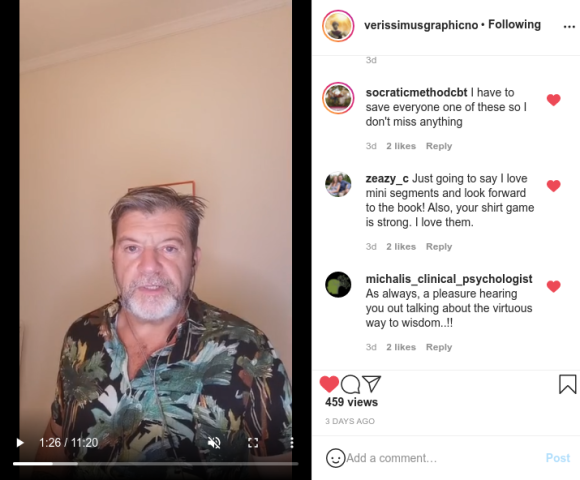 verissimusgraphicno • Following
3d
socraticmethodcbt I have to
save everyone one of these so I
don't miss anything
3d 2 likes Reply
zeazy_c Just going to say I love
mini segments and look forward
to the book! Also, your shirt game
is strong. I love them.
3d 2 likes Reply
michalis_clinical_psychologist
As always, a pleasure hearing
you out talking about the virtuous
way to wisdom..!!
3d 2 likes Reply
459 views
3 DAYS AGO
1:26 / 11:20
Add a comment…
Post